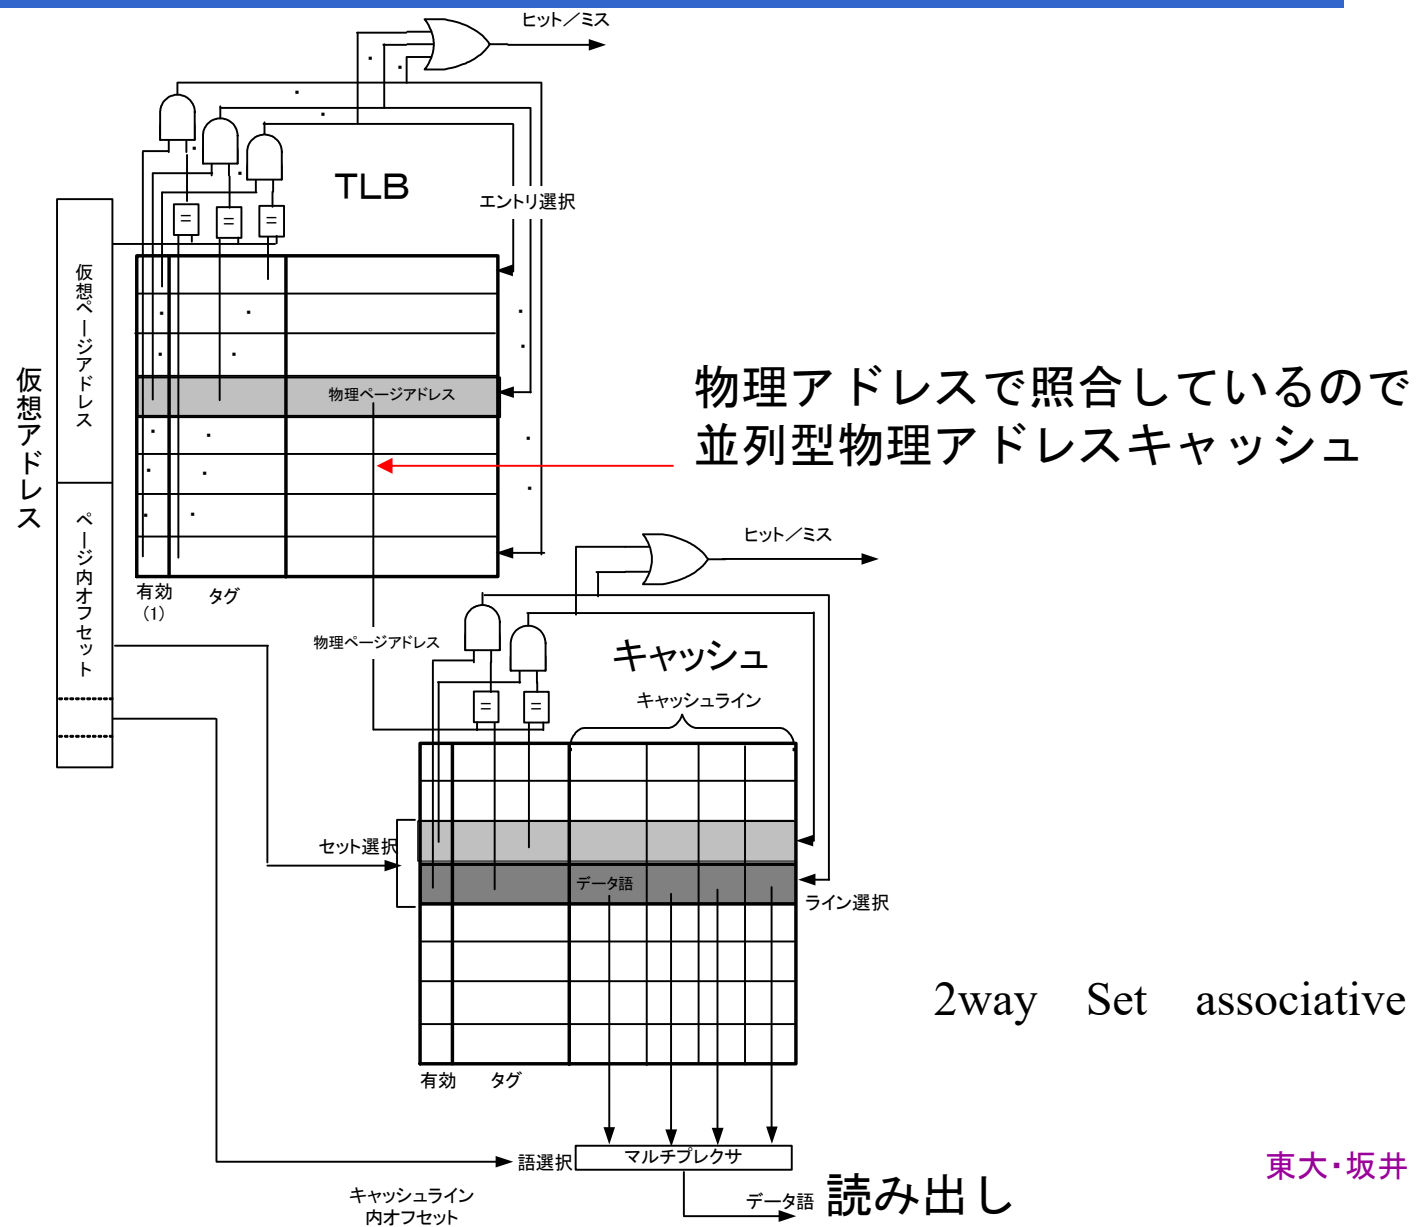 ヒット／ミス
TLB
エントリ選択
=
=
=
仮想アドレス
仮想ページアドレス
物理ページアドレス
物理アドレスで照合しているので
並列型物理アドレスキャッシュ
ページ内オフセット
ヒット／ミス
有効
(1)
タグ
物理ページアドレス
キャッシュ
キャッシュライン
=
=
セット選択
データ語
ライン選択
2way Set associative
有効
タグ
語選択
マルチプレクサ
東大・坂井
キャッシュライン
内オフセット
データ語
読み出し